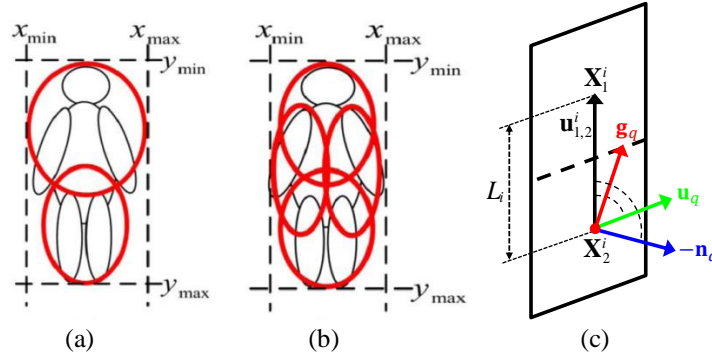 x_min x_max
y_min
y_max
(a)
x_min x_max
y_min
y_max
(b)
X_1^i
u_{1,2}^i
g_q
L_i
u_q
X_2^i
(c)